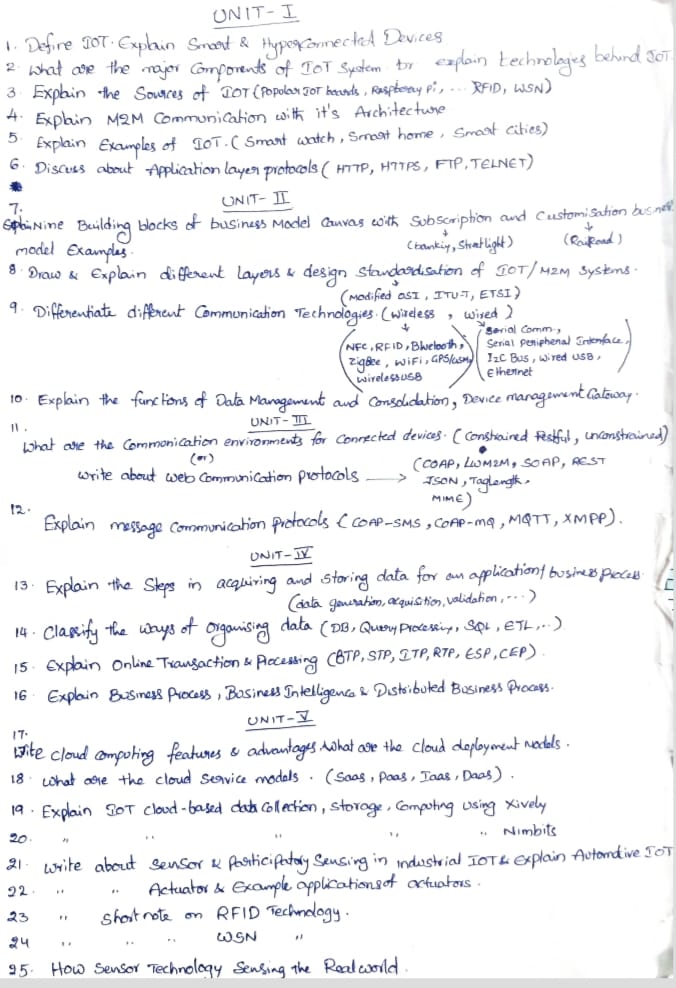 UNIT-I
1. Define IOT. Explain Smart & Hyperconnected Devices
2. What are the major Components of IOT System. or explain technologies behind IOT.
3 Explain the Sources of IOT (Popular IOT boards, Raspberry Pi, ... RFID, WSN)
4. Explain M2M Communication with it's Architecture
5. Explain Examples of IOT. (Smart watch, Smart home, Smart Cities)
6. Discuss about Application layer protocols (HTTP, HTTPS, FTP, TELNET)
UNIT-II
7.
Explain Nine Building blocks of business Model Canvas with Subscription and Customisation business
model Examples.
(bankiy, Stratlight) (RailRoad)
8. Draw & Explain different Layers & design Standardisation of IOT/M2M Systems.
(Modified OSI, ITU-T, ETSI)
9. Differentiate different Communication Technologies. (Wireless, wired)
(NFC, RFID, Bluetooth, Zigbee, WiFi, GPS/GSM, wirelessUSB
Serial Comm., Serial Peripheral Interface, I2C Bus, wired USB, Ethernet
10. Explain the functions of Data Management and Consolidation, Device management Gateway.
UNIT-III
11.
What are the Commonication environments for Connected devices. (Constrained Restful, Unconstrained)
(or)
Write about web Communication protocols → (COAP, LWM2M, SOAP, REST
JSON, Taglength,
MIME)
12.
Explain message Communication Protocols (COAP-SMS, COAP-MQ, MQTT, XMPP).
UNIT-IV
13. Explain the Steps in acquiring and storing data for an application/ business process
(data generation, acquisition, validation, ...)
14. Classify the ways of Organising data (DB, Query Processing, SQL, ETL,..)
15. Explain Online Transaction & Processing (BTP, STP, ITP, RTP, ESP, CEP).
16 Explain Business Process, Business Intelligence & Distributed Business Process.
UNIT-V
17.
Write Cloud Computing features & advantages. What are the Cloud deployment models.
18. What are the cloud service models. (Saas, Paas, Iaas, Daas).
19. Explain IOT cloud-based data Collection, Storage, Computing using Xively
20. " " " " " Nimbits
21. Write about Sensor & Participatory Sensing in industrial IOT & Explain Automotive IOT
22. " " Actuator & Example applications of actuators.
23 " Short note on RFID Technology.
24 " " " WSN "
25. How Sensor Technology Sensing the Real world.